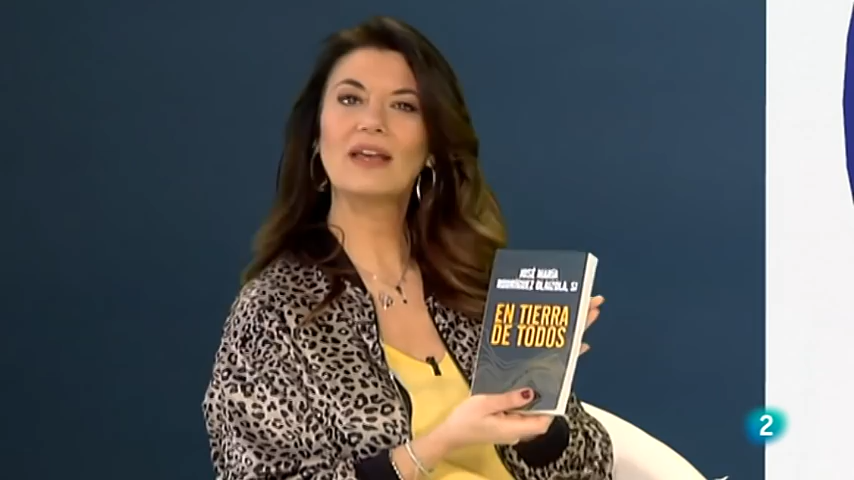 JOSÉ MARÍA
RODRÍGUEZ OLAIZOLA, SJ
EN TIERRA
DE TODOS
2